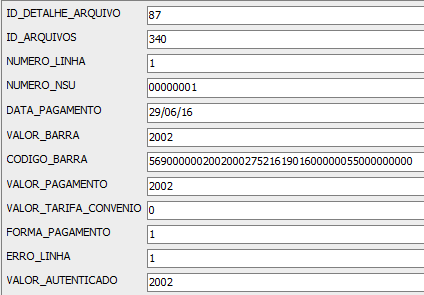 ID_DETALHE_ARQUIVO 87
ID_ARQUIVOS 340
NUMERO_LINHA 1
NUMERO_NSU 00000001
DATA_PAGAMENTO 29/06/16
VALOR_BARRA 2002
CODIGO_BARRA 56900000020020002752161901600000055000000000
VALOR_PAGAMENTO 2002
VALOR_TARIFA_CONVENIO 0
FORMA_PAGAMENTO 1
ERRO_LINHA 1
VALOR_AUTENTICADO 2002